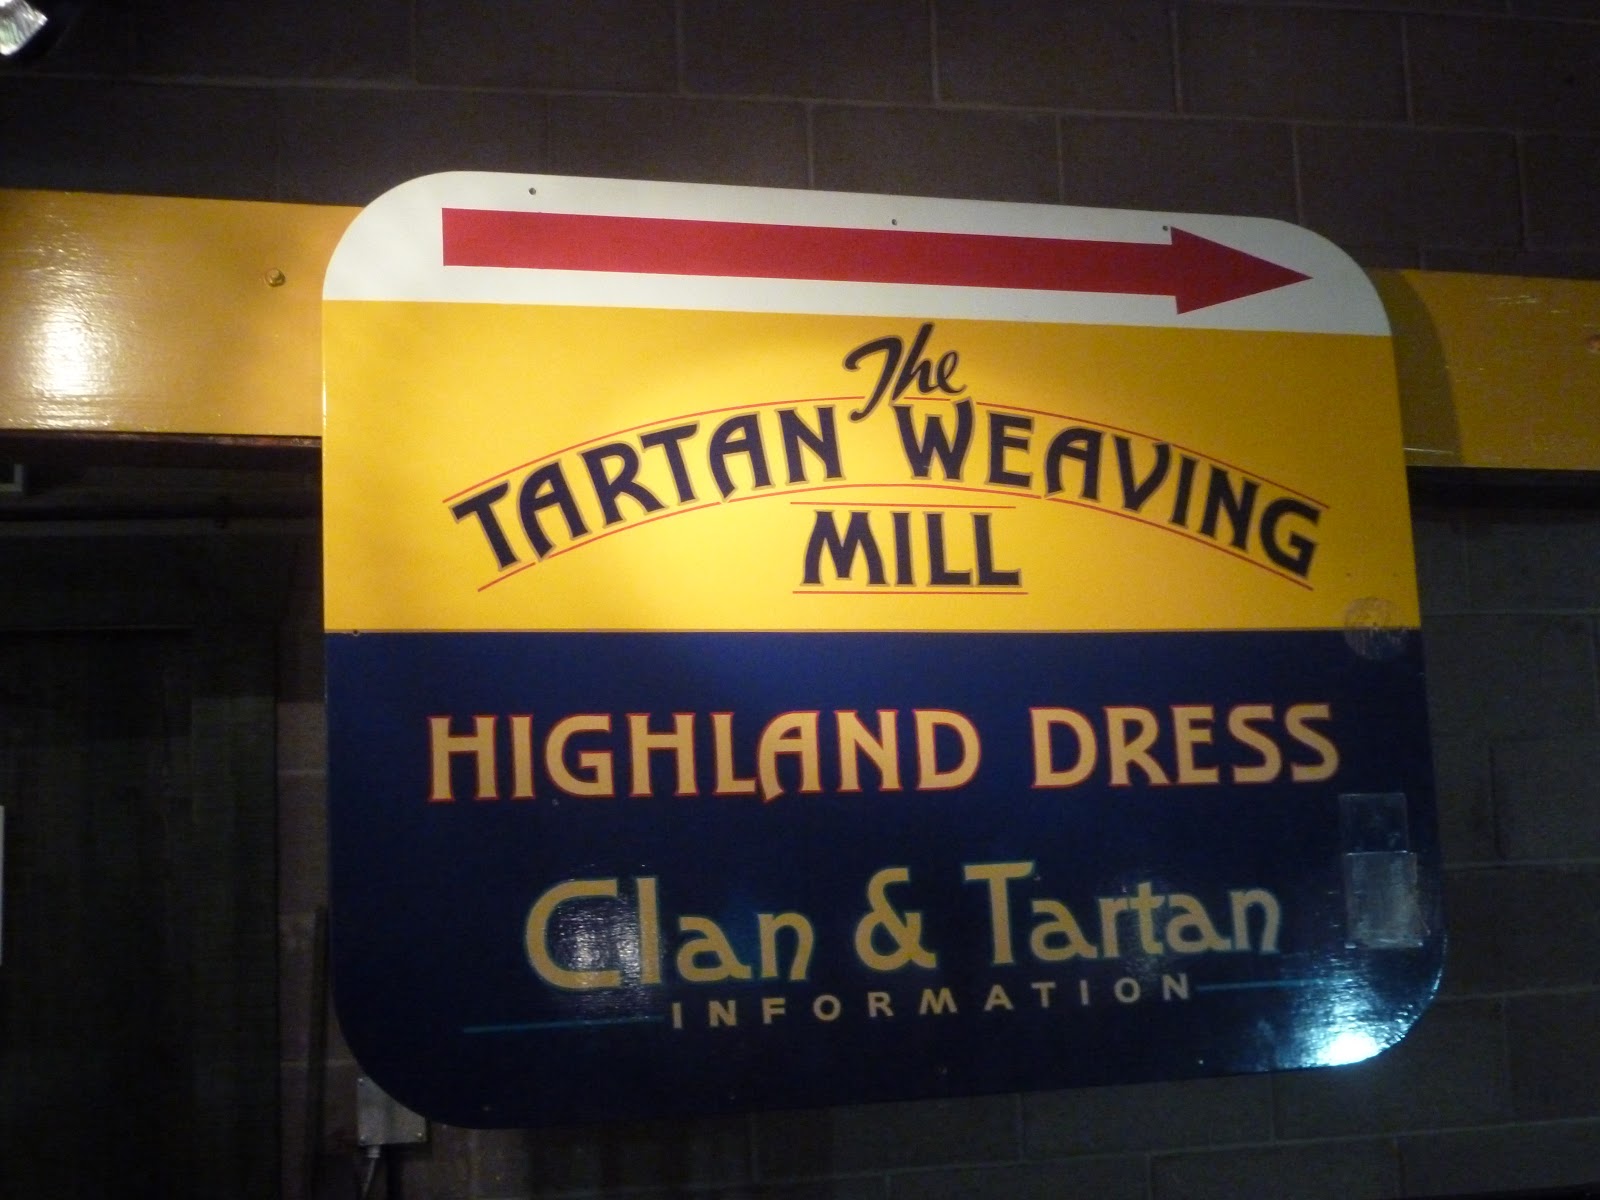 The
TARTAN WEAVING
MILL
HIGHLAND DRESS
Clan & Tartan
INFORMATION